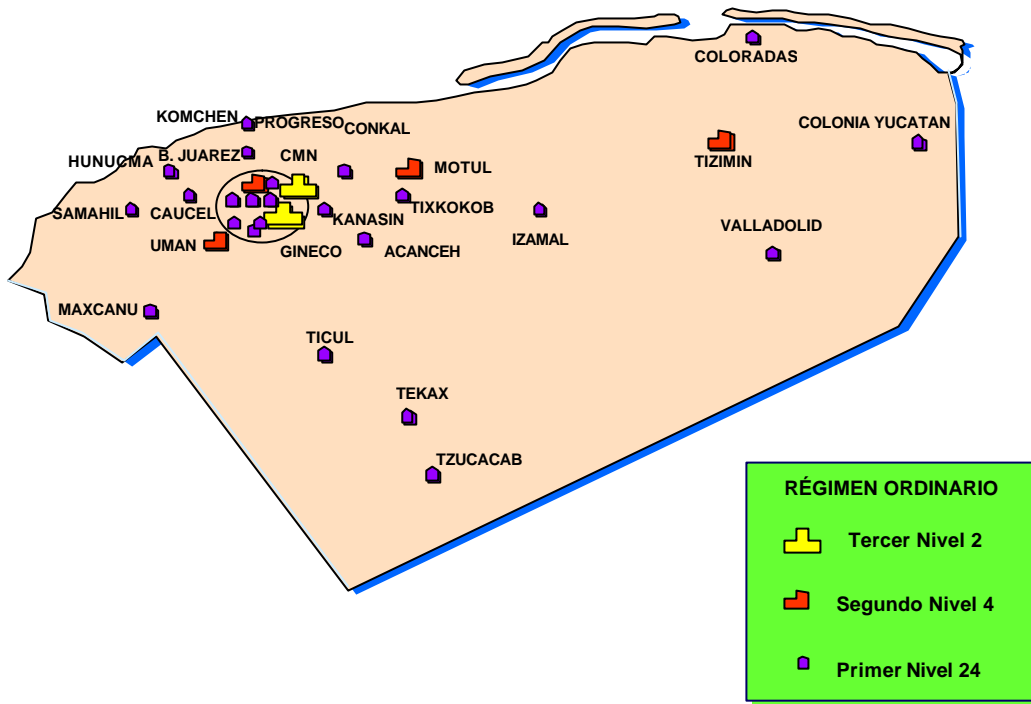 COLORADAS
KOMCHEN PROGRESO CONKAL
COLONIA YUCATAN
HUNUCMA B. JUAREZ CMN
MOTUL
TIZIMIN
SAMAHIL CAUCEL KANASIN TIXKOKOB
IZAMAL
VALLADOLID
UMAN GINECO ACANCEH
MAXCANU
TICUL
TEKAX
TZUCACAB
RÉGIMEN ORDINARIO
Tercer Nivel 2
Segundo Nivel 4
Primer Nivel 24